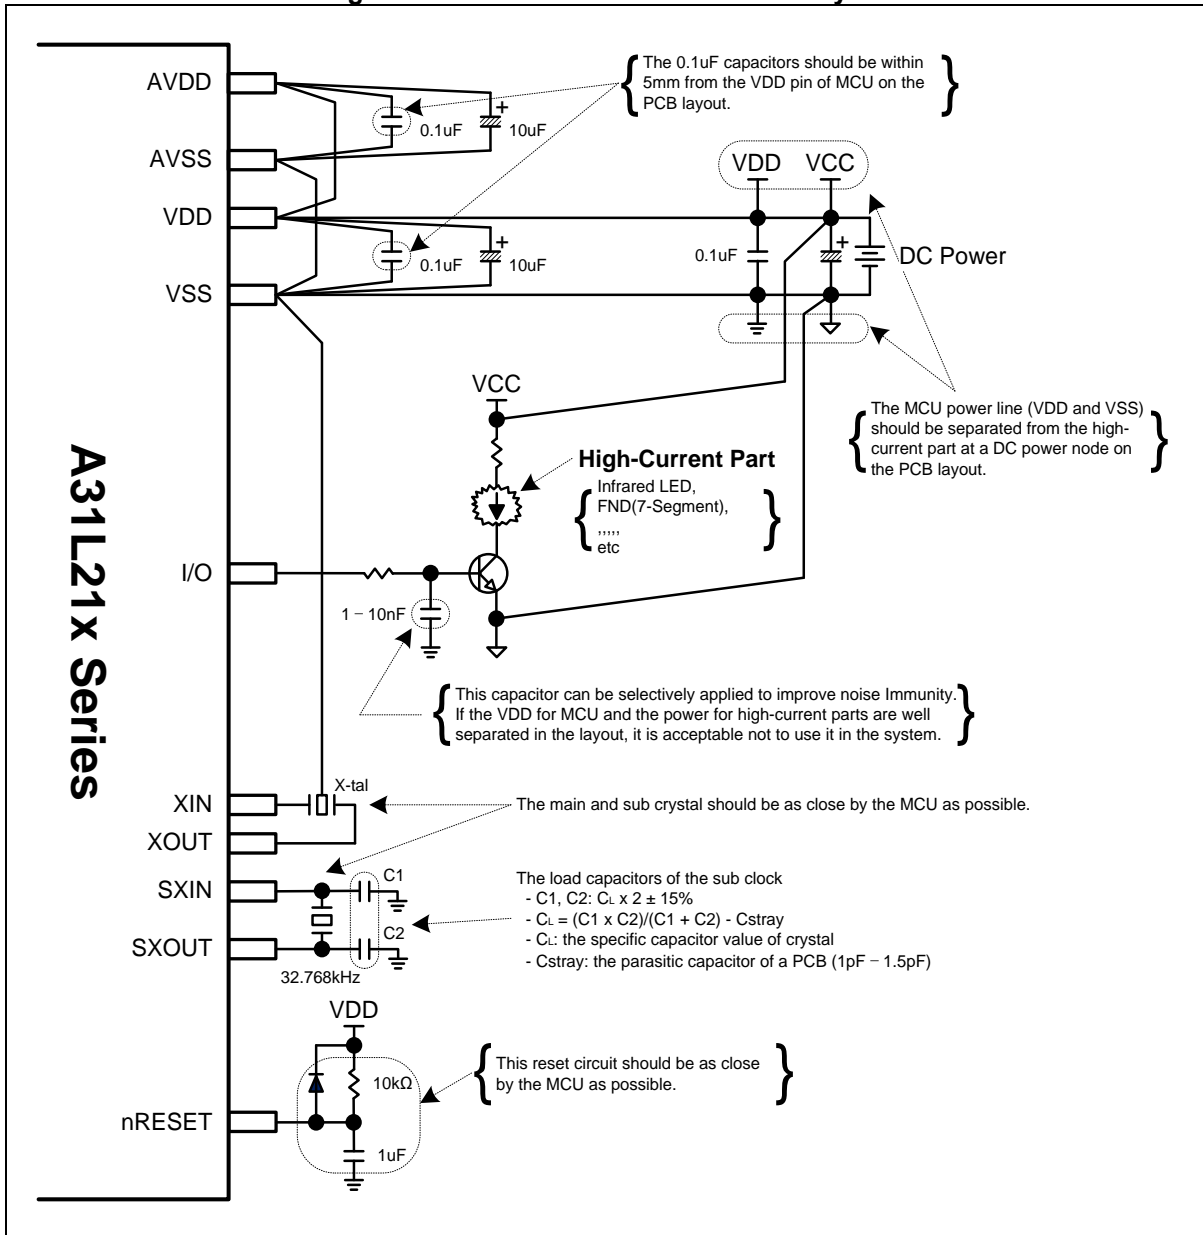 AVDD
AVSS
VDD
VSS
0.1uF
+
10uF
0.1uF
+
10uF
The 0.1uF capacitors should be within
5mm from the VDD pin of MCU on the
PCB layout.
VDD
VCC
0.1uF
+
DC Power
The MCU power line (VDD and VSS)
should be separated from the high-
current part at a DC power node on
the PCB layout.
VCC
High-Current Part
Infrared LED,
FND(7-Segment),
,,,,,
etc
A31L21x Series
I/O
1 – 10nF
This capacitor can be selectively applied to improve noise Immunity.
If the VDD for MCU and the power for high-current parts are well
separated in the layout, it is acceptable not to use it in the system.
XIN
X-tal
XOUT
The main and sub crystal should be as close by the MCU as possible.
SXIN
C1
SXOUT
C2
32.768kHz
The load capacitors of the sub clock
- C1, C2: CL x 2 ± 15%
- CL = (C1 x C2)/(C1 + C2) - Cstray
- CL: the specific capacitor value of crystal
- Cstray: the parasitic capacitor of a PCB (1pF – 1.5pF)
VDD
10kΩ
nRESET
1uF
This reset circuit should be as close
by the MCU as possible.